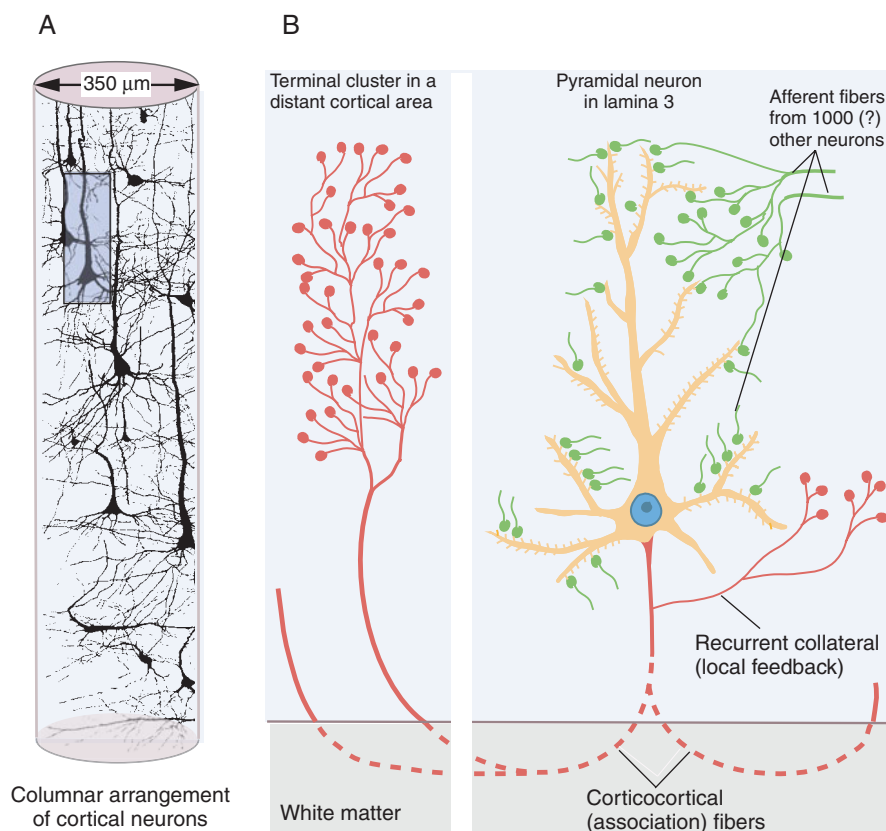 A
B
350 μm
Columnar arrangement
of cortical neurons
Terminal cluster in a
distant cortical area
Pyramidal neuron
in lamina 3
Afferent fibers
from 1000 (?)
other neurons
Recurrent collateral
(local feedback)
White matter
Corticocortical
(association) fibers